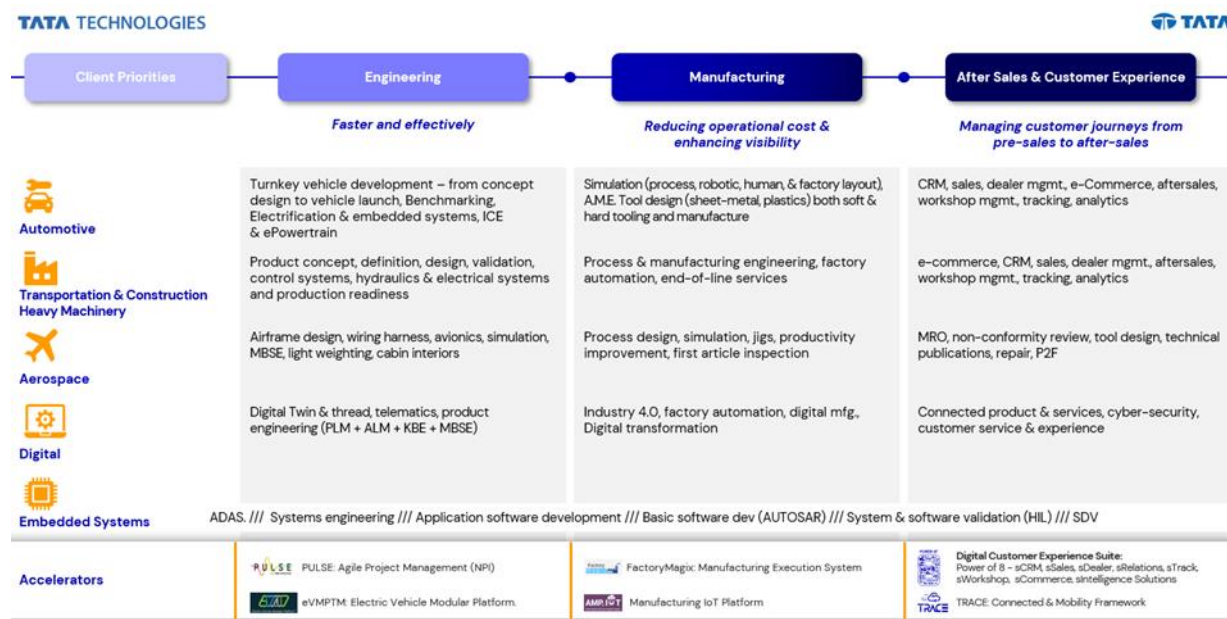 TATA TECHNOLOGIES
TATA
Client Priorities
Engineering
Manufacturing
After Sales & Customer Experience
Faster and effectively
Reducing operational cost &
enhancing visibility
Managing customer journeys from
pre-sales to after-sales
Automotive
Turnkey vehicle development – from concept
design to vehicle launch, Benchmarking,
Electrification & embedded systems, ICE
& ePowertrain
Simulation (process, robotic, human, & factory layout),
A.M.E. Tool design (sheet-metal, plastics) both soft &
hard tooling and manufacture
CRM, sales, dealer mgmt., e-Commerce, aftersales,
workshop mgmt., tracking, analytics
Transportation & Construction
Heavy Machinery
Product concept, definition, design, validation,
control systems, hydraulics & electrical systems
and production readiness
Process & manufacturing engineering, factory
automation, end-of-line services
e-commerce, CRM, sales, dealer mgmt., aftersales,
workshop mgmt., tracking, analytics
Aerospace
Airframe design, wiring harness, avionics, simulation,
MBSE, light weighting, cabin interiors
Process design, simulation, jigs, productivity
improvement, first article inspection
MRO, non-conformity review, tool design, technical
publications, repair, P2F
Digital
Digital Twin & thread, telematics, product
engineering (PLM + ALM + KBE + MBSE)
Industry 4.0, factory automation, digital mfg.,
Digital transformation
Connected product & services, cyber-security,
customer service & experience
Embedded Systems
ADAS. /// Systems engineering /// Application software development /// Basic software dev (AUTOSAR) /// System & software validation (HIL) /// SDV
Accelerators
PULSE
PULSE: Agile Project Management (NPI)
eVMPTM: Electric Vehicle Modular Platform.
Factory
FactoryMagix: Manufacturing Execution System
AMP.IOT
Manufacturing IoT Platform
POWER OF
Digital Customer Experience Suite:
Power of 8 - sCRM, sSales, sDealer, sRelations, sTrack,
sWorkshop, sCommerce, sIntelligence Solutions
TRACE
TRACE: Connected & Mobility Framework